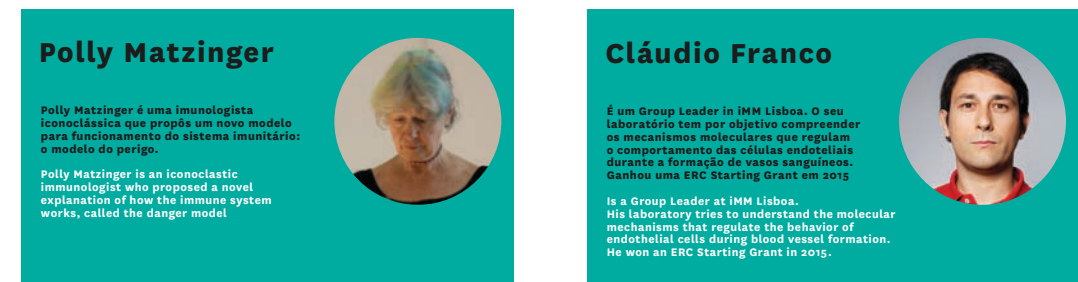 Polly Matzinger
Polly Matzinger é uma imunologista
iconoclássica que propôs um novo modelo
para funcionamento do sistema imunitário:
o modelo do perigo.
Polly Matzinger is an iconoclastic
immunologist who proposed a novel
explanation of how the immune system
works, called the danger model
Cláudio Franco
É um Group Leader in iMM Lisboa. O seu
laboratório tem por objetivo compreender
os mecanismos moleculares que regulam
o comportamento das células endoteliais
durante a formação de vasos sanguíneos.
Ganhou uma ERC Starting Grant em 2015
Is a Group Leader at iMM Lisboa.
His laboratory tries to understand the molecular
mechanisms that regulate the behavior of
endothelial cells during blood vessel formation.
He won an ERC Starting Grant in 2015.